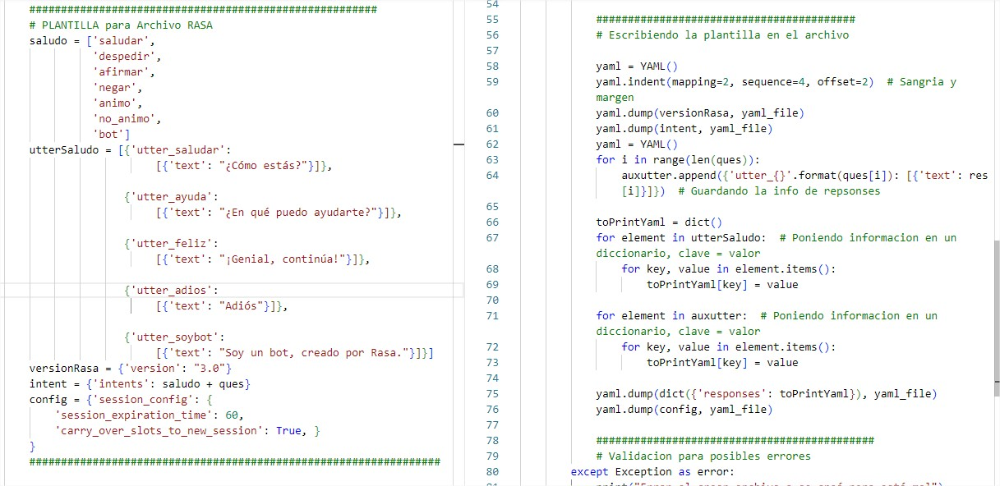 #######################################################
# PLANTILLA para Archivo RASA
saludo = ['saludar',
'despedir',
'afirmar',
'negar',
'animo',
'no_animo',
'bot']
utterSaludo = [{'utter_saludar':
[{'text': "¿Cómo estás?"}]},
{'utter_ayuda':
[{'text': "¿En qué puedo ayudarte?"}]},
{'utter_feliz':
[{'text': "¡Genial, continúa!"}]},
{'utter_adios':
[{'text': "Adiós"}]},
{'utter_soybot':
[{'text': "Soy un bot, creado por Rasa."}]}]
versionRasa = {'version': "3.0"}
intent = {'intents': saludo + ques}
config = {'session_config': {
'session_expiration_time': 60,
'carry_over_slots_to_new_session': True, }
}
#################################################################
54
55 #########################################
56 # Escribiendo la plantilla en el archivo
57
58 yaml = YAML()
59 yaml.indent(mapping=2, sequence=4, offset=2) # Sangria y
margen
60 yaml.dump(versionRasa, yaml_file)
61 yaml.dump(intent, yaml_file)
62 yaml = YAML()
63 for i in range(len(ques)):
64 auxutter.append({'utter_{}'.format(ques[i]): [{'text': res
[i]}]}) # Guardando la info de repsonses
65
66 toPrintYaml = dict()
67 for element in utterSaludo: # Poniendo informacion en un
diccionario, clave = valor
68 for key, value in element.items():
69 toPrintYaml[key] = value
70
71 for element in auxutter: # Poniendo informacion en un
diccionario, clave = valor
72 for key, value in element.items():
73 toPrintYaml[key] = value
74
75 yaml.dump(dict({'responses': toPrintYaml}), yaml_file)
76 yaml.dump(config, yaml_file)
77
78 ############################################
79 # Validacion para posibles errores
80 except Exception as error: